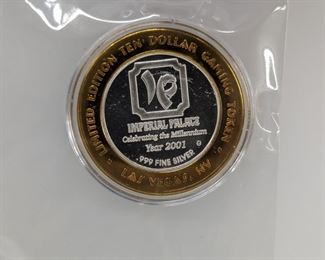 LIMITED EDITION TEN DOLLAR GAMING TOKEN
IP
IMPERIAL PALACE
Celebrating the Millennium
Year 2001
.999 FINE SILVER
LAS VEGAS, NV